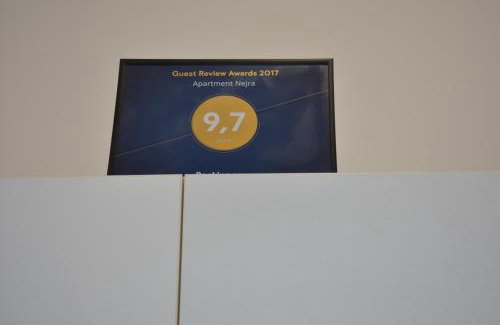 Guest Review Awards 2017
Apartment Nejra
9,7